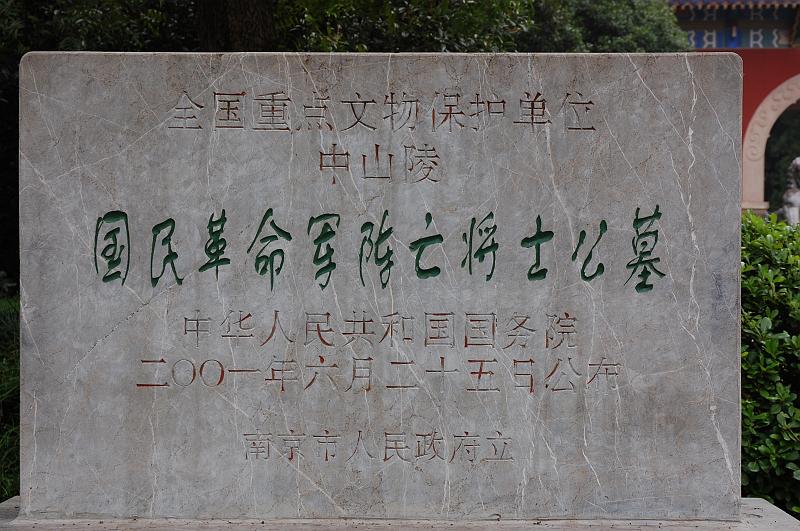 全国重点文物保护单位
中山陵
国民革命军阵亡将士公墓
中华人民共和国国务院
二〇〇一年六月二十五日公布
南京市人民政府立